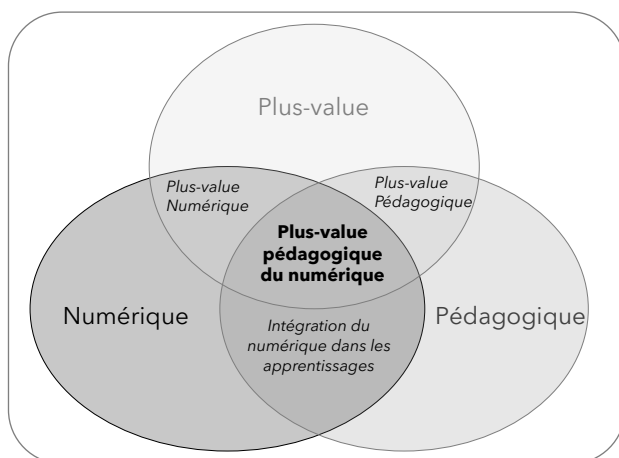 Plus-value
Plus-value
Numérique
Plus-value
Pédagogique
Plus-value
pédagogique
du numérique
Numérique
Pédagogique
Intégration du
numérique dans les
apprentissages